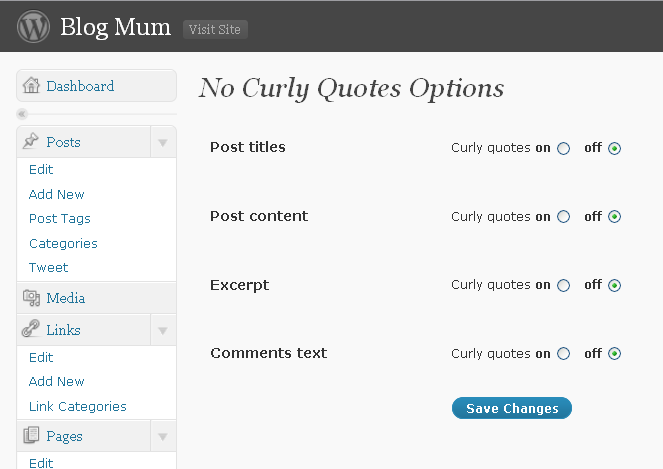 Blog Mum Visit Site
Dashboard
Posts
Edit
Add New
Post Tags
Categories
Tweet
Media
Links
Edit
Add New
Link Categories
Pages
Edit
No Curly Quotes Options
Post titles Curly quotes on off
Post content Curly quotes on off
Excerpt Curly quotes on off
Comments text Curly quotes on off
Save Changes